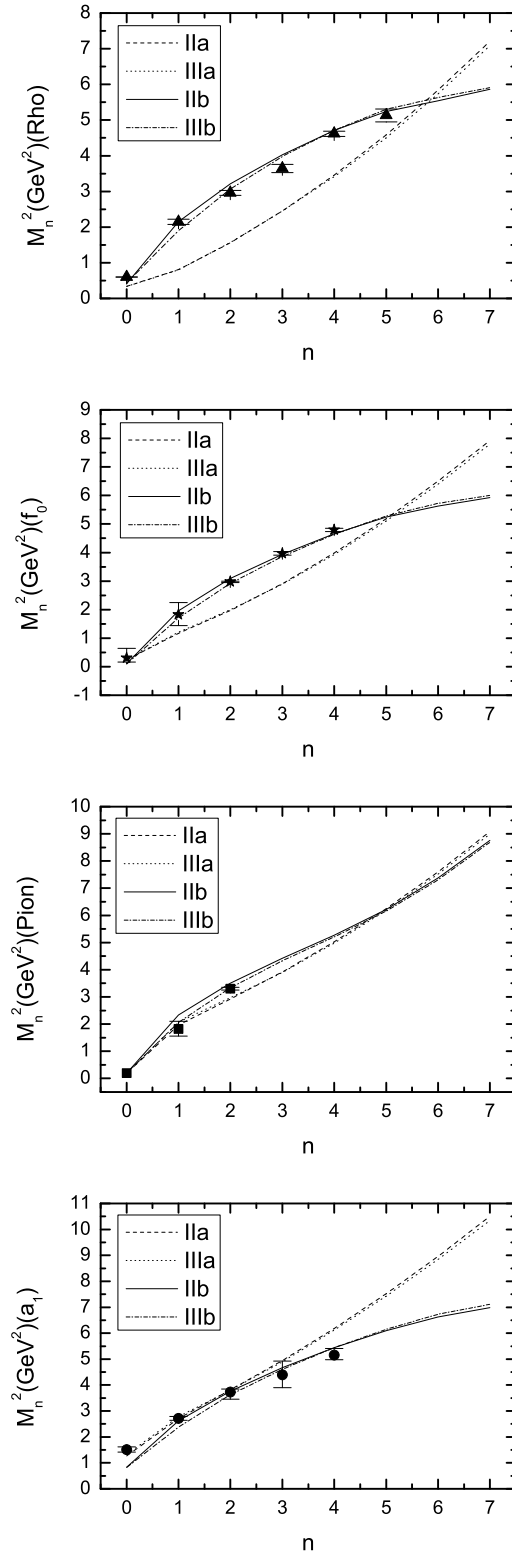 M_n^2(GeV^2)(Rho)
8
7
6
5
4
3
2
1
0
IIa
IIIa
IIb
IIIb
0 1 2 3 4 5 6 7
n
M_n^2(GeV^2)(f_0)
9
8
7
6
5
4
3
2
1
0
-1
IIa
IIIa
IIb
IIIb
0 1 2 3 4 5 6 7
n
M_n^2(GeV^2)(Pion)
10
9
8
7
6
5
4
3
2
1
0
IIa
IIIa
IIb
IIIb
0 1 2 3 4 5 6 7
n
M_n^2(GeV^2)(a_1)
11
10
9
8
7
6
5
4
3
2
1
0
IIa
IIIa
IIb
IIIb
0 1 2 3 4 5 6 7
n